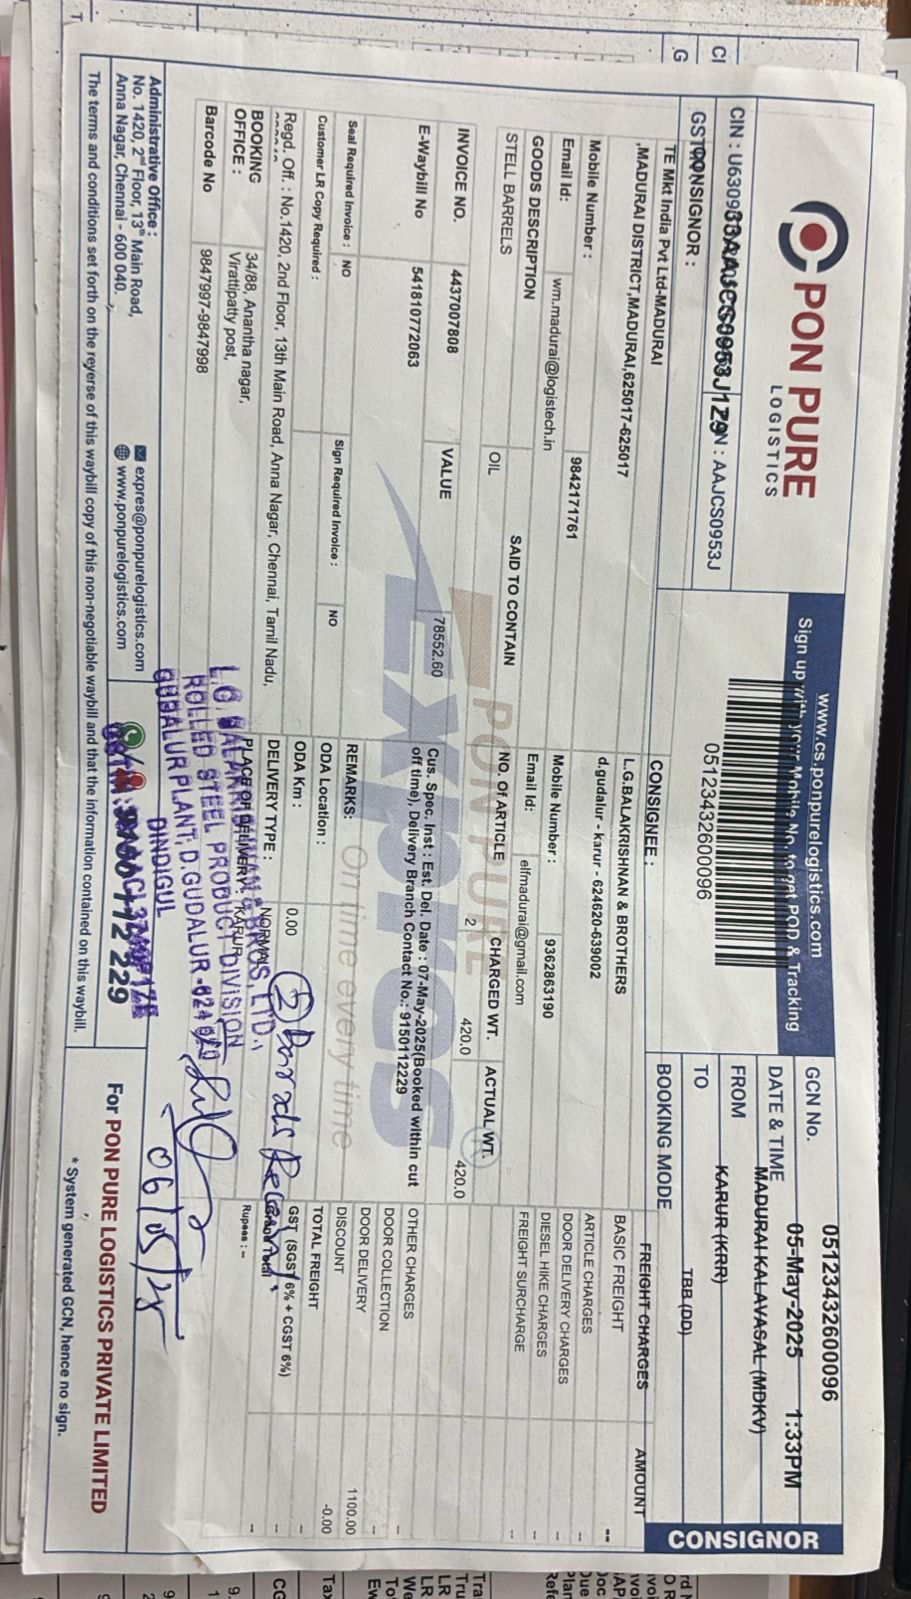 PON PURE
LOGISTICS
www.cs.ponpurelogistics.com
Sign up with your Mobile No. to get POD & Tracking
0512343260096
GCN No. 0512343260096
DATE & TIME 05-May-2025 1:33PM
FROM MADURAI KALAVASAL (MDKV)
TO KARUR (KRR)
BOOKING MODE TBB (DD)
CONSIGNOR
CONSIGNOR :
TE Mkt India Pvt Ltd-MADURAI
,MADURAI DISTRICT,MADURAI,625017-625017
Mobile Number : 9842171761
Email Id: wm.madurai@logistech.in
CONSIGNEE :
L.G.BALAKRISHNAN & BROTHERS
d.gudalur - karur - 624620-639002
Mobile Number : 9362863190
Email Id: elfmadurai@gmail.com
GOODS DESCRIPTION SAID TO CONTAIN NO. Of ARTICLE CHARGED WT. ACTUAL WT.
STELL BARRELS OIL 2 420.0 420.0
INVOICE NO. 4437007808 VALUE 78552.60
E-Waybill No 541810772063
Cus. Spec. Inst : Est. Del. Date : 07-May-2025(Booked within cut
off time), Delivery Branch Contact No.: 9150112229
Seal Required Invoice : NO Sign Required Invoice : NO
Customer LR Copy Required :
REMARKS:
ODA Location :
ODA Km : 0.00
DELIVERY TYPE : NORMAL
PLACE OF DELIVERY: KARUR
Regd. Off. : No.1420, 2nd Floor, 13th Main Road, Anna Nagar, Chennai, Tamil Nadu,
BOOKING
OFFICE :
34/88, Anantha nagar,
Virattipatty post,
Barcode No 9847997-9847998
FREIGHT CHARGES AMOUNT
BASIC FREIGHT --
ARTICLE CHARGES --
DOOR DELIVERY CHARGES --
DIESEL HIKE CHARGES --
FREIGHT SURCHARGE --
OTHER CHARGES
DOOR COLLECTION --
DOOR DELIVERY --
DISCOUNT 1100.00
TOTAL FREIGHT -0.00
GST (SGST 6% + CGST 6%) --
Grand Total --
Rupees : -- --
PON PURE
Expres
On time every time
2 Barrels Received
06/05/25
L.G. BALAKRISHNAN & BROS. LTD.,
ROLLED STEEL PRODUCT DIVISION
GUDALUR PLANT, D.GUDALUR - 624 620
DINDIGUL
Administrative Office :
No. 1420, 2nd Floor, 13th Main Road,
Anna Nagar, Chennai - 600 040.
expres@ponpurelogistics.com
www.ponpurelogistics.com
For PON PURE LOGISTICS PRIVATE LIMITED
* System generated GCN, hence no sign.
The terms and conditions set forth on the reverse of this waybill copy of this non-negotiable waybill and that the information contained on this waybill.